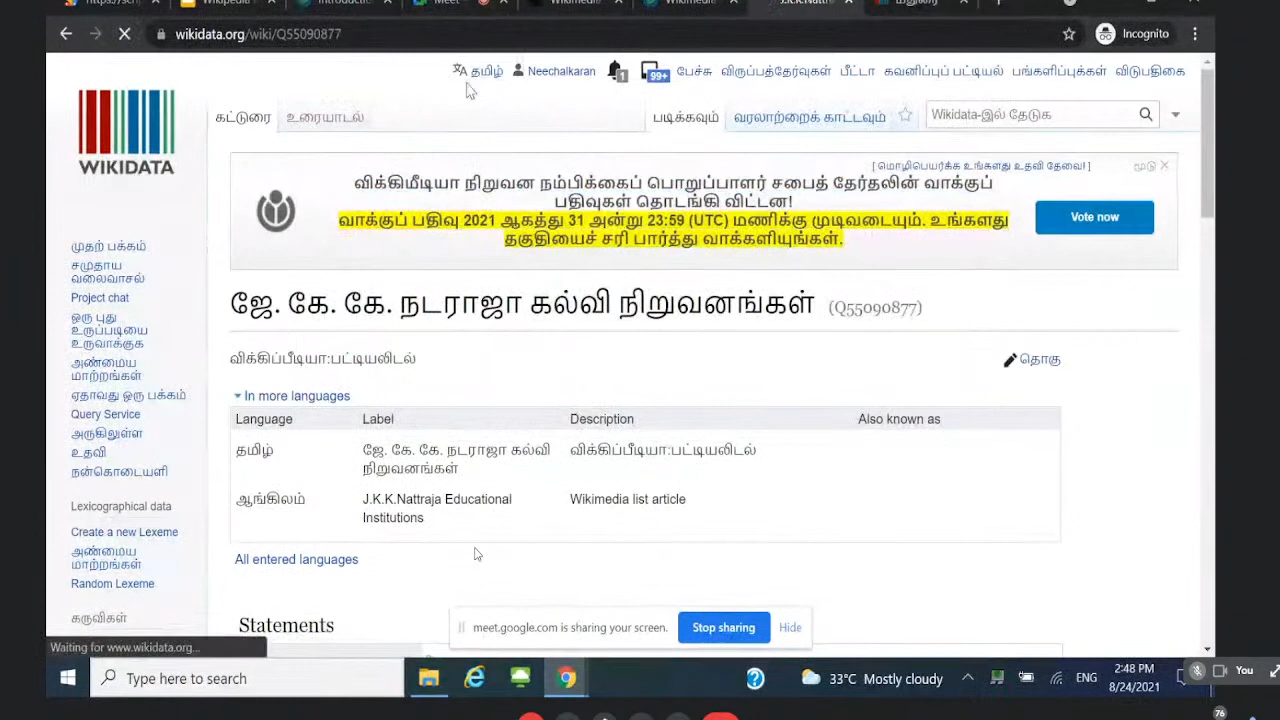 wikidata.org/wiki/Q55090877
Incognito
தமிழ் Neechalkaran 1 99+ பேச்சு விருப்பத்தேர்வுகள் பீட்டா கவனிப்புப் பட்டியல் பங்களிப்புக்கள் விடுபதிகை
கட்டுரை உரையாடல் படிக்கவும் வரலாற்றைக் காட்டவும் Wikidata-இல் தேடுக
WIKIDATA
[ மொழிபெயர்க்க உங்களது உதவி தேவை! ] மூடு
விக்கிமீடியா நிறுவன நம்பிக்கைப் பொறுப்பாளர் சபைத் தேர்தலின் வாக்குப்
பதிவுகள் தொடங்கி விட்டன!
வாக்குப் பதிவு 2021 ஆகத்து 31 அன்று 23:59 (UTC) மணிக்கு முடிவடையும். உங்களது
தகுதியைச் சரி பார்த்து வாக்களியுங்கள்.
Vote now
முதற் பக்கம்
சமுதாய
வலைவாசல்
Project chat
ஒரு புது
உருப்படியை
உருவாக்குக
அண்மைய
மாற்றங்கள்
ஏதாவது ஒரு பக்கம்
Query Service
அருகிலுள்ள
உதவி
நன்கொடையளி
Lexicographical data
Create a new Lexeme
அண்மைய
மாற்றங்கள்
Random Lexeme
கருவிகள்
ஜே. கே. கே. நடராஜா கல்வி நிறுவனங்கள் (Q55090877)
விக்கிப்பீடியா:பட்டியலிடல்
தொகு
In more languages
Language Label Description Also known as
தமிழ் ஜே. கே. கே. நடராஜா கல்வி விக்கிப்பீடியா:பட்டியலிடல்
நிறுவனங்கள்
ஆங்கிலம் J.K.K.Nattraja Educational Wikimedia list article
Institutions
All entered languages
Statements
meet.google.com is sharing your screen. Stop sharing Hide
Waiting for www.wikidata.org...
Type here to search
33°C Mostly cloudy
ENG
2:48 PM
8/24/2021
You
76